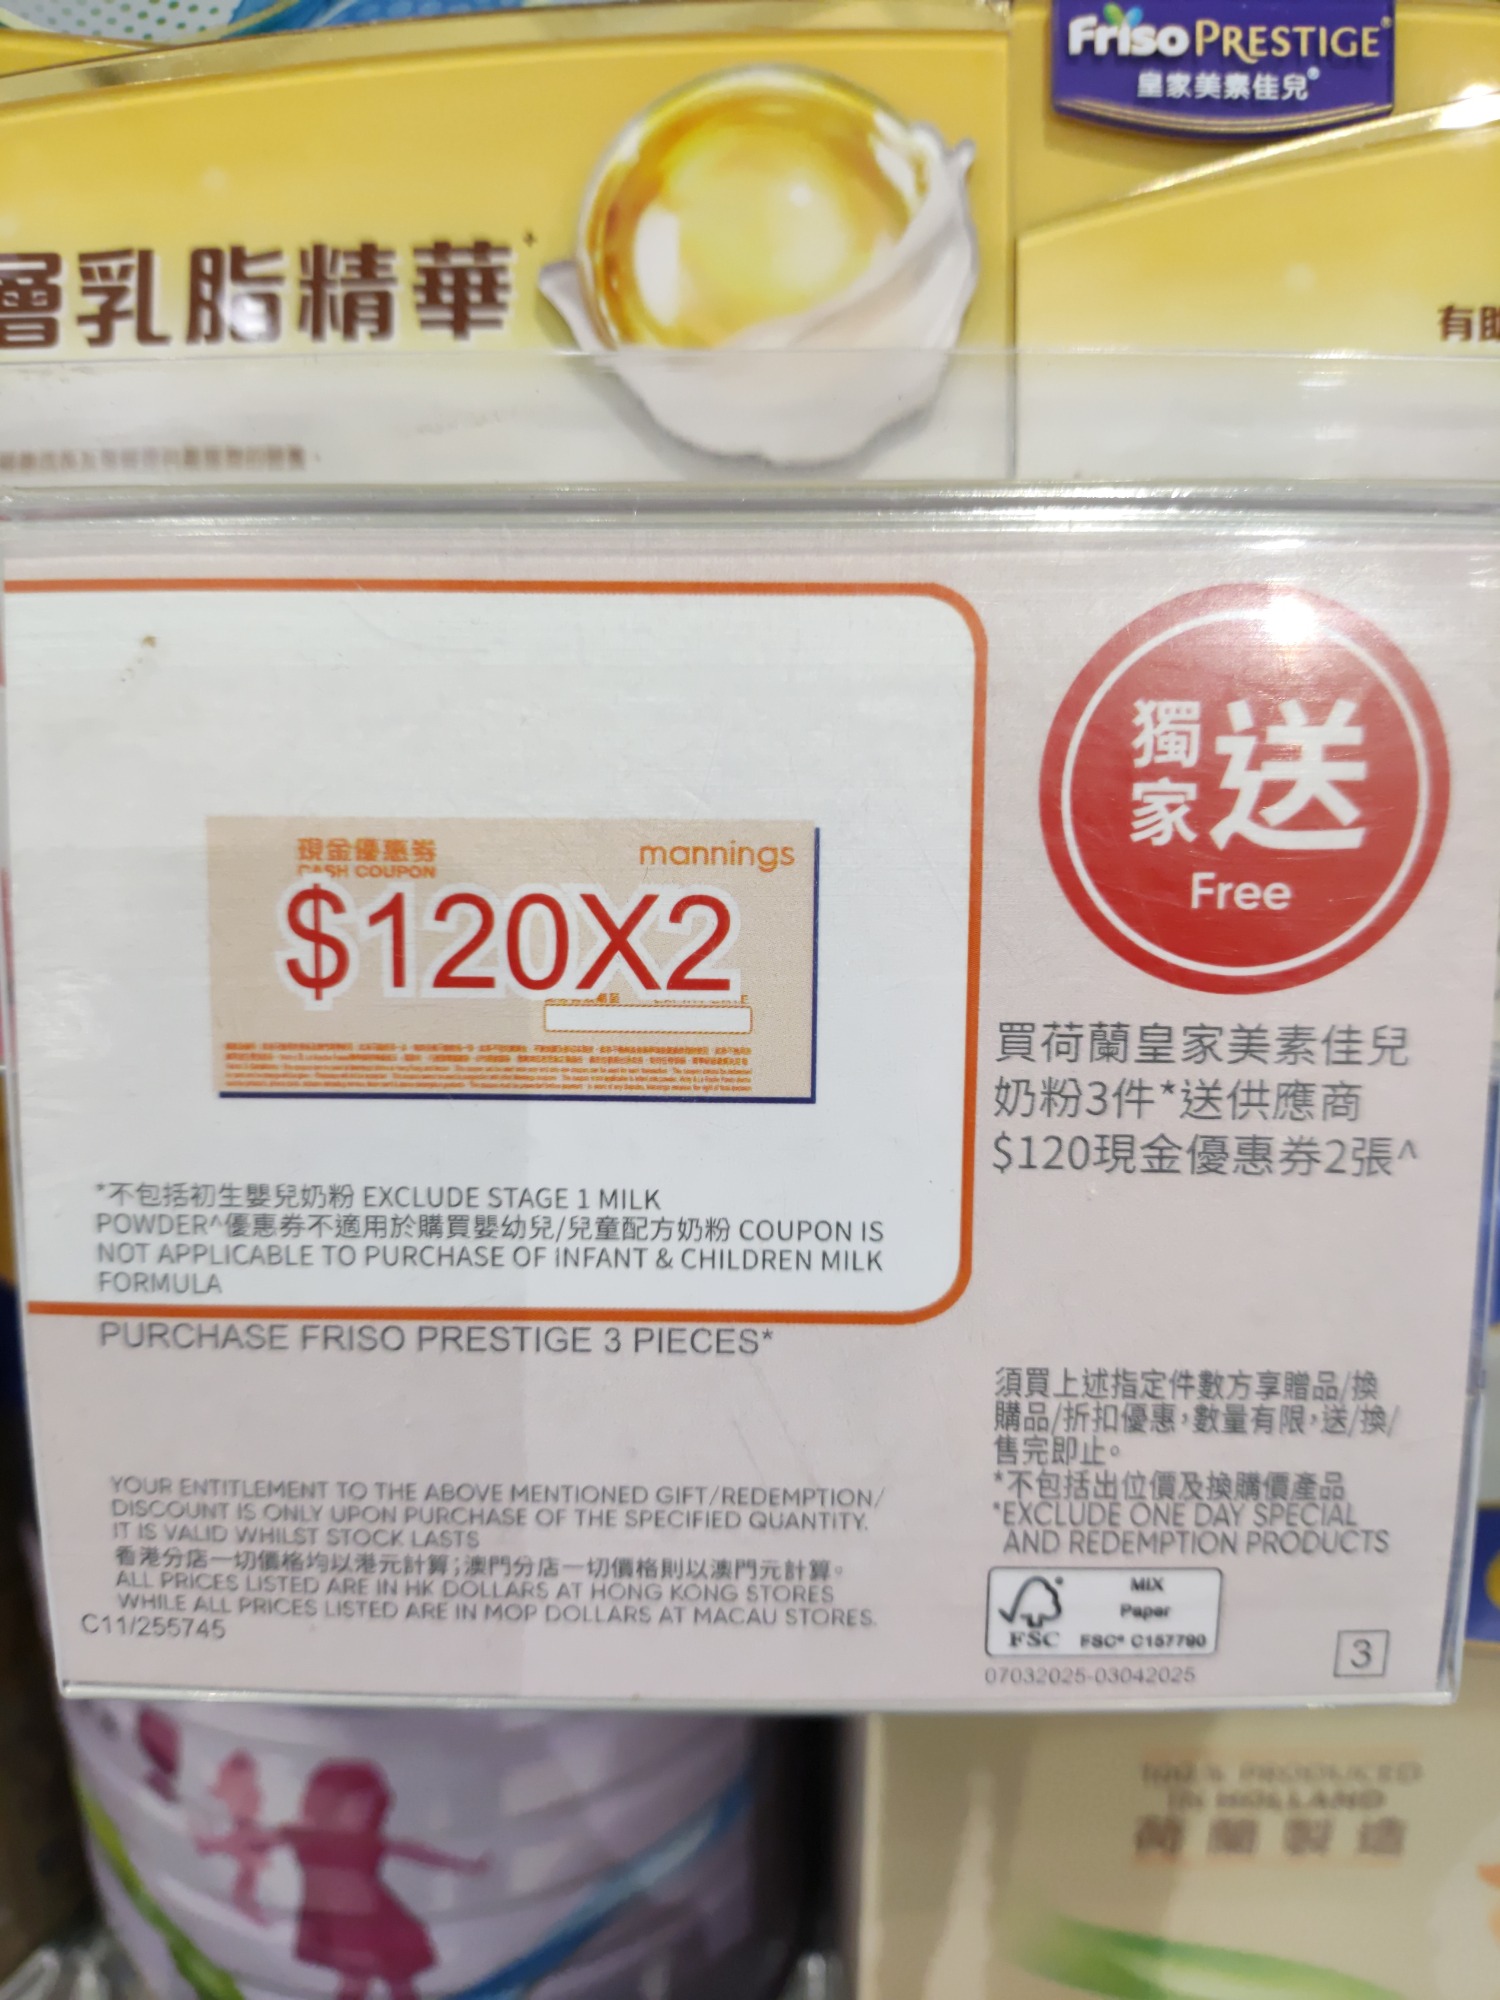 Friso PRESTIGE®
皇家美素佳兒®
層乳脂精華
有助
獨家送
Free
現金優惠券
mannings
CASH COUPON
$120X2
買荷蘭皇家美素佳兒
奶粉3件*送供應商
$120現金優惠券2張^
*不包括初生嬰兒奶粉 EXCLUDE STAGE 1 MILK
POWDER^優惠券不適用於購買嬰幼兒/兒童配方奶粉 COUPON IS
NOT APPLICABLE TO PURCHASE OF INFANT & CHILDREN MILK
FORMULA
PURCHASE FRISO PRESTIGE 3 PIECES*
須買上述指定件數方享贈品/換
購品/折扣優惠，數量有限，送/換/
售完即止。
*不包括出位價及換購價產品
*EXCLUDE ONE DAY SPECIAL
AND REDEMPTION PRODUCTS
YOUR ENTITLEMENT TO THE ABOVE MENTIONED GIFT/REDEMPTION/
DISCOUNT IS ONLY UPON PURCHASE OF THE SPECIFIED QUANTITY.
IT IS VALID WHILST STOCK LASTS
香港分店一切價格均以港元計算；澳門分店一切價格則以澳門元計算。
ALL PRICES LISTED ARE IN HK DOLLARS AT HONG KONG STORES
WHILE ALL PRICES LISTED ARE IN MOP DOLLARS AT MACAU STORES.
C11/255745
MIX
Paper
FSC FSC® C157790
07032025-03042025
3
100% PRODUCED
IN HOLLAND
荷蘭製造